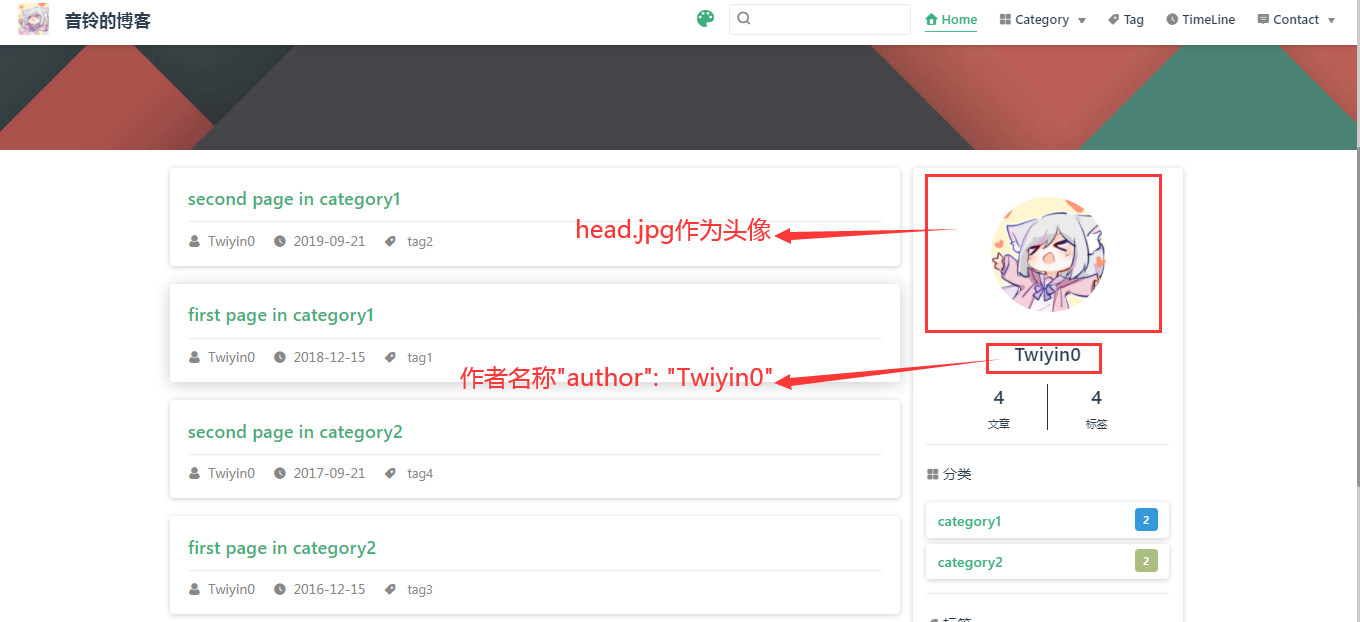 音铃的博客
Home
Category
Tag
TimeLine
Contact
second page in category1
Twiyin0 2019-09-21 tag2
head.jpg作为头像
first page in category1
Twiyin0 2018-12-15 tag1
作者名称"author": "Twiyin0"
second page in category2
Twiyin0 2017-09-21 tag4
first page in category2
Twiyin0 2016-12-15 tag3
Twiyin0
4 4
文章 标签
分类
category1 2
category2 2
标签